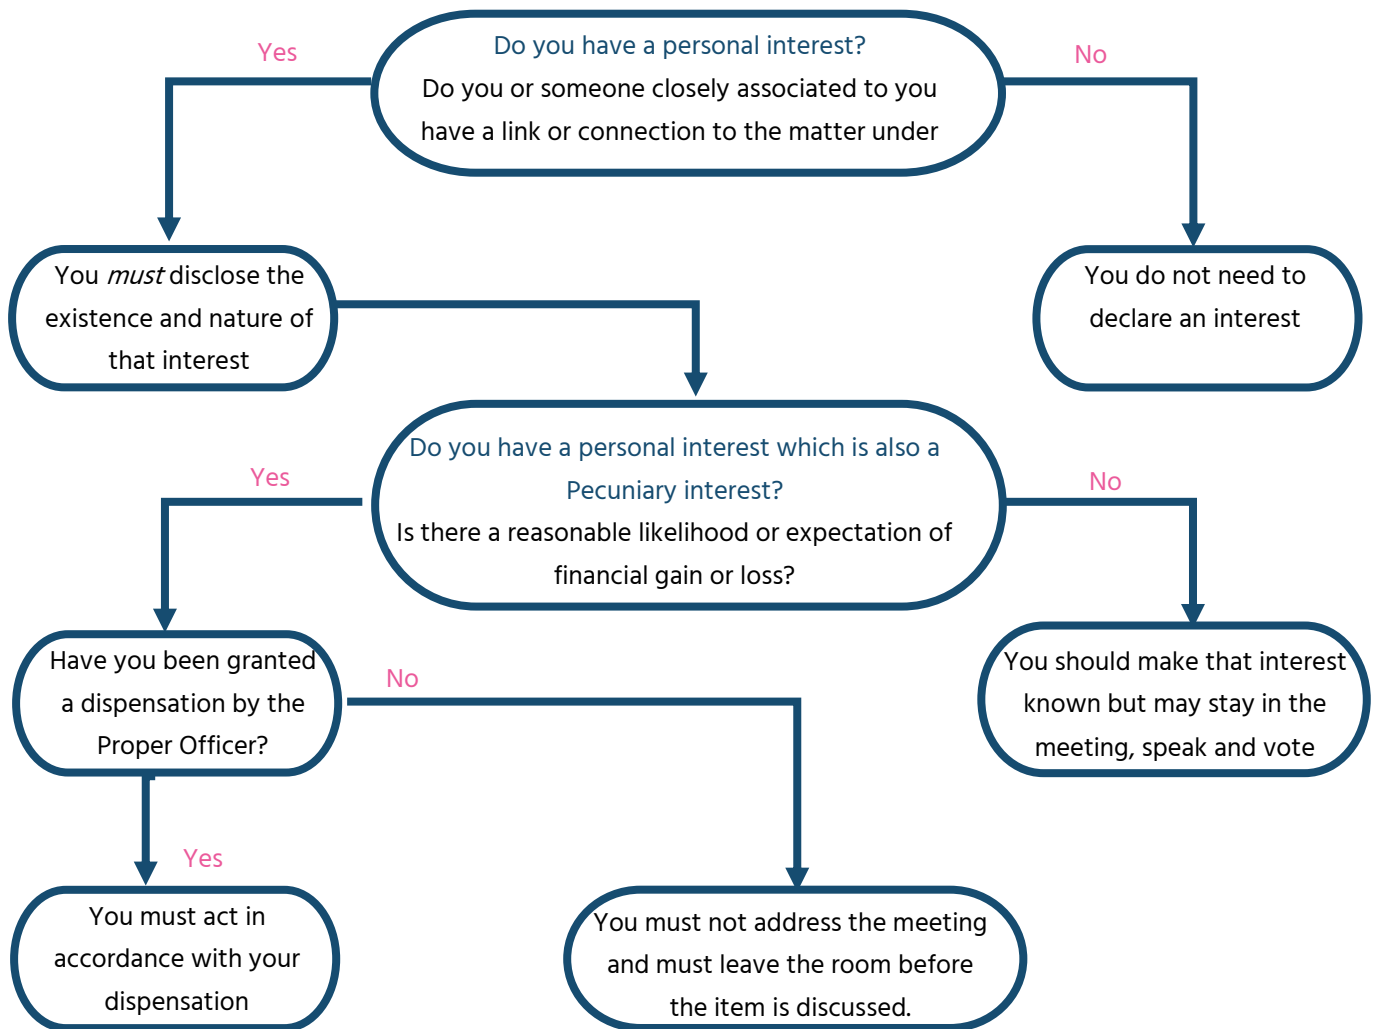 Yes
Do you have a personal interest?
Do you or someone closely associated to you
have a link or connection to the matter under
No
You must disclose the
existence and nature of
that interest
You do not need to
declare an interest
Yes
Do you have a personal interest which is also a
Pecuniary interest?
Is there a reasonable likelihood or expectation of
financial gain or loss?
No
Have you been granted
a dispensation by the
Proper Officer?
No
You should make that interest
known but may stay in the
meeting, speak and vote
Yes
You must act in
accordance with your
dispensation
You must not address the meeting
and must leave the room before
the item is discussed.